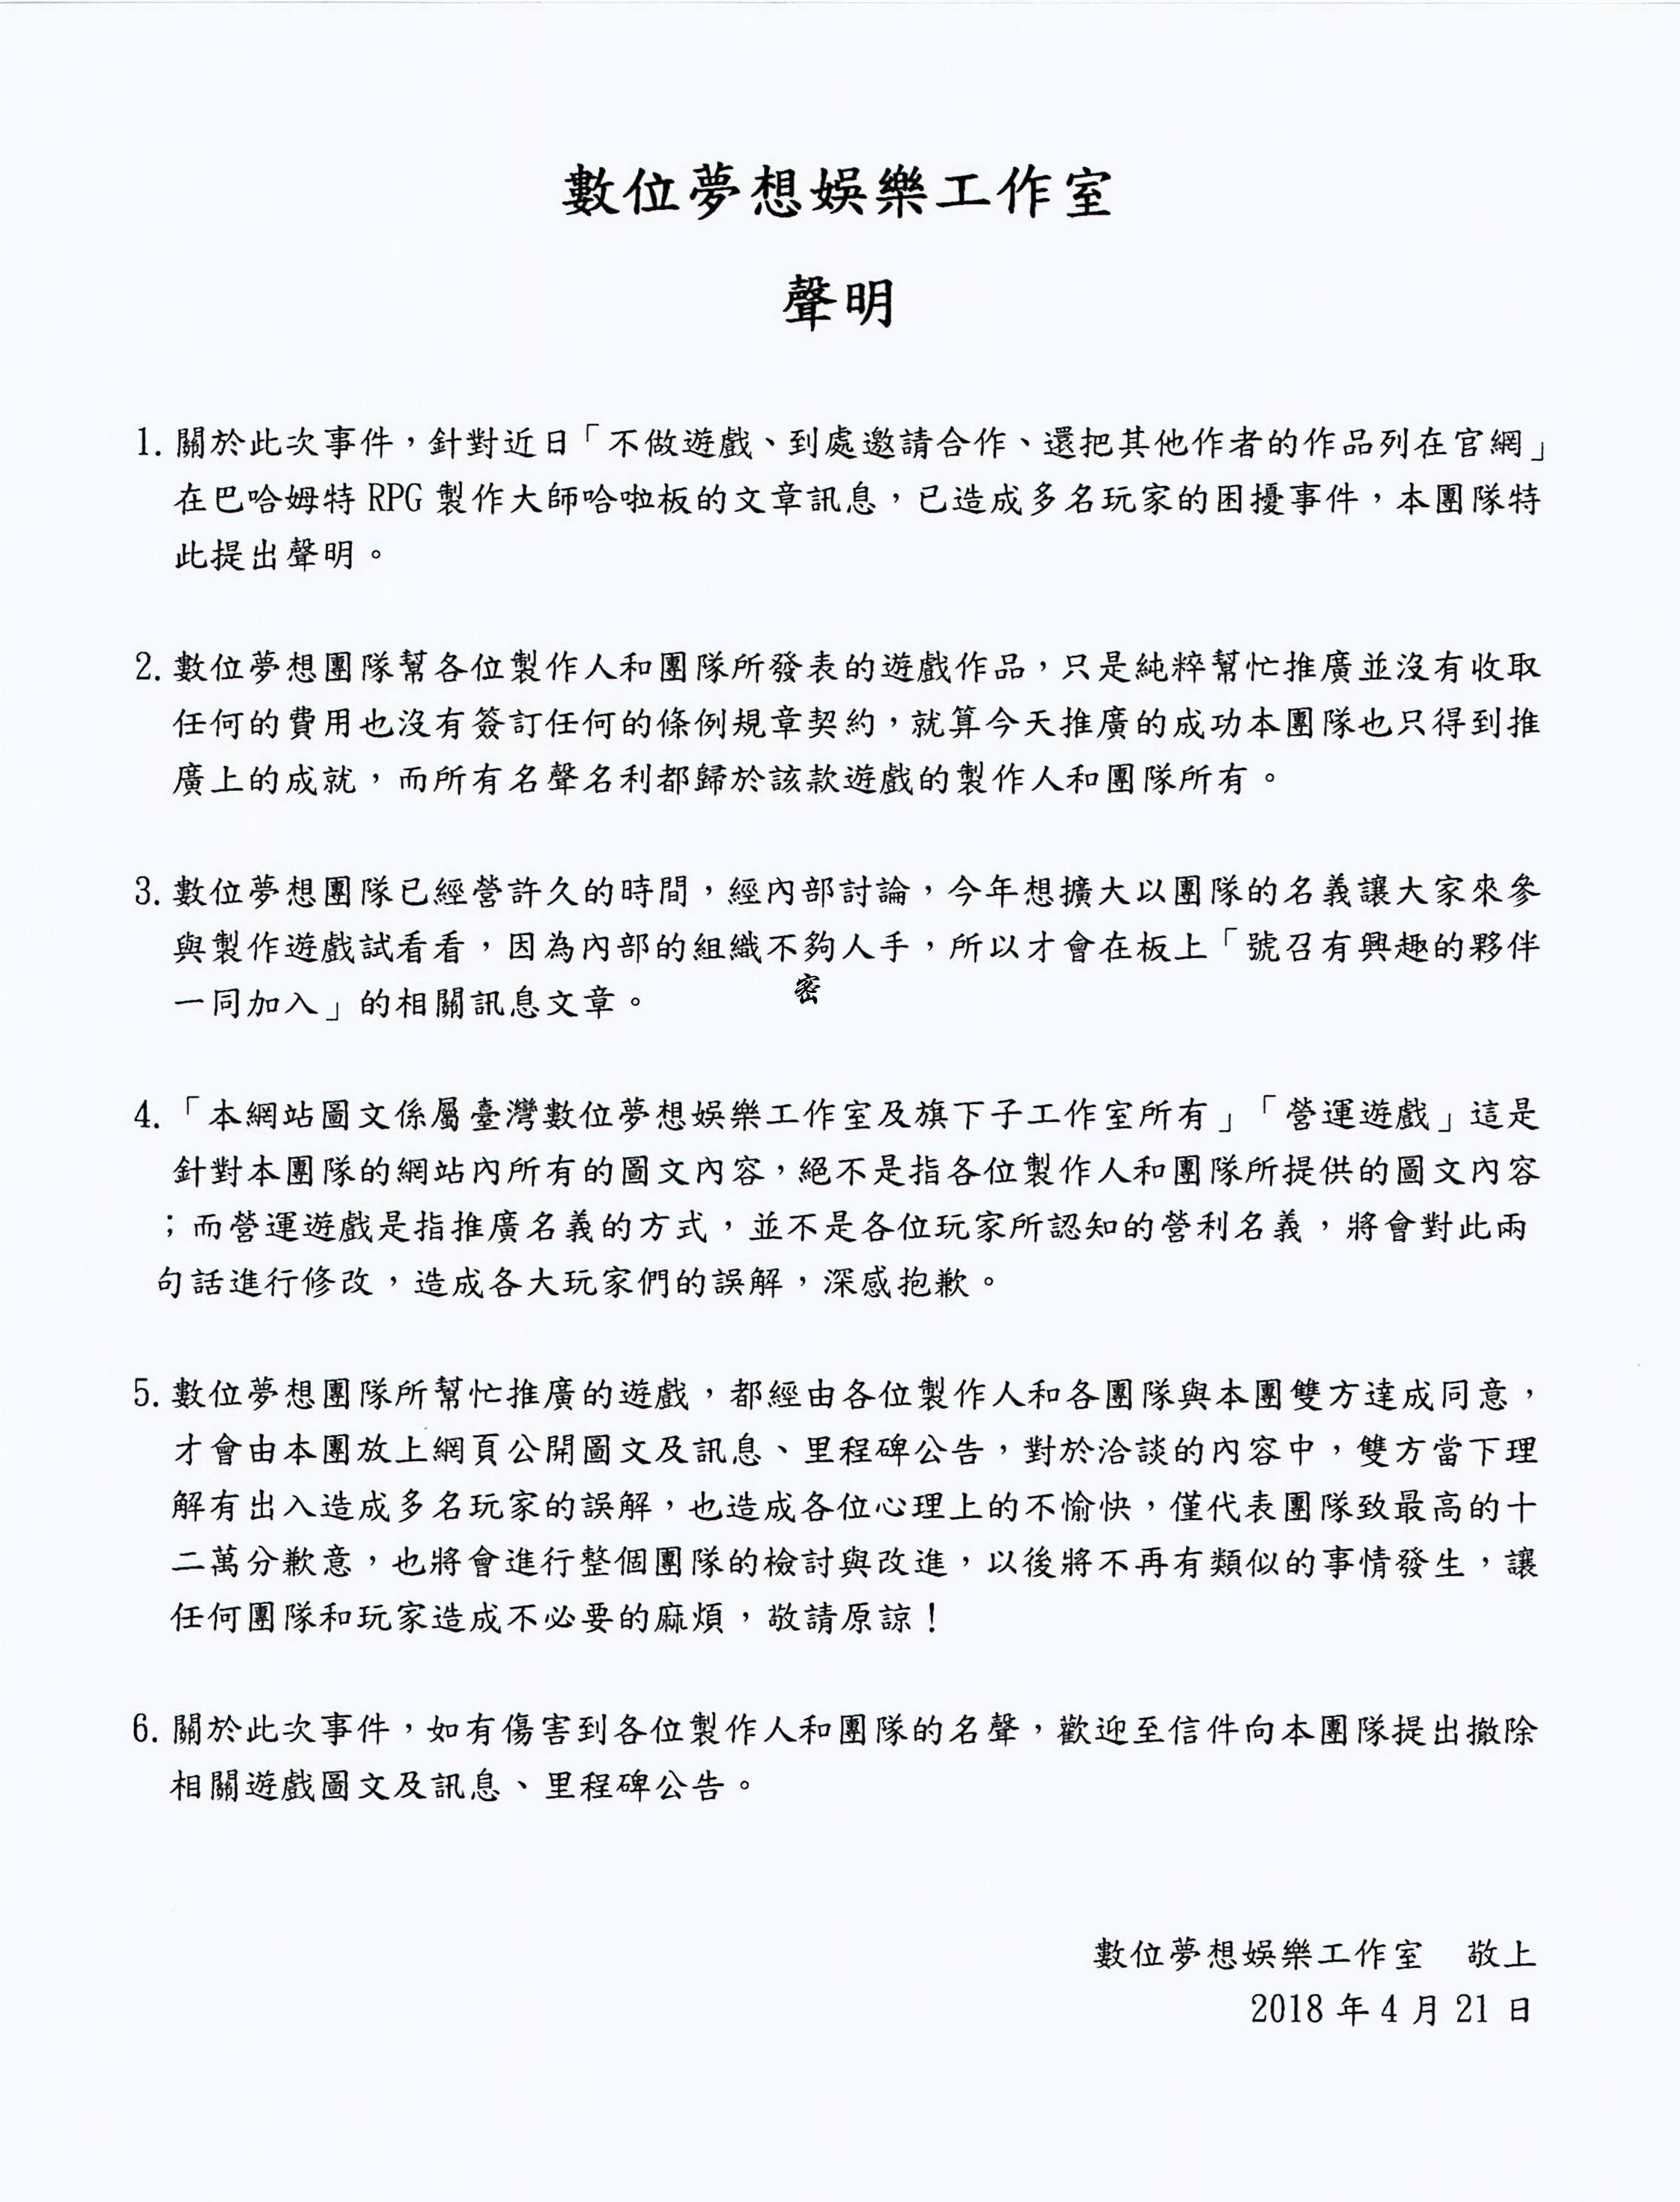 數位夢想娛樂工作室
聲明
1. 關於此次事件，針對近日「不做遊戲、到處邀請合作、還把其他作者的作品列在官網」
在巴哈姆特 RPG 製作大師哈啦板的文章訊息，已造成多名玩家的困擾事件，本團隊特
此提出聲明。
2. 數位夢想團隊幫各位製作人和團隊所發表的遊戲作品，只是純粹幫忙推廣並沒有收取
任何的費用也沒有簽訂任何的條例規章契約，就算今天推廣的成功本團隊也只得到推
廣上的成就，而所有名聲名利都歸於該款遊戲的製作人和團隊所有。
3. 數位夢想團隊已經營許久的時間，經內部討論，今年想擴大以團隊的名義讓大家來參
與製作遊戲試看看，因為內部的組織不夠人手，所以才會在板上「號召有興趣的夥伴
一同加入」的相關訊息文章。
密
4. 「本網站圖文係屬臺灣數位夢想娛樂工作室及旗下子工作室所有」「營運遊戲」這是
針對本團隊的網站內所有的圖文內容，絕不是指各位製作人和團隊所提供的圖文內容
；而營運遊戲是指推廣名義的方式，並不是各位玩家所認知的營利名義，將會對此兩
句話進行修改，造成各大玩家們的誤解，深感抱歉。
5. 數位夢想團隊所幫忙推廣的遊戲，都經由各位製作人和各團隊與本團雙方達成同意，
才會由本團放上網頁公開圖文及訊息、里程碑公告，對於洽談的內容中，雙方當下理
解有出入造成多名玩家的誤解，也造成各位心理上的不愉快，僅代表團隊致最高的十
二萬分歉意，也將會進行整個團隊的檢討與改進，以後將不再有類似的事情發生，讓
任何團隊和玩家造成不必要的麻煩，敬請原諒！
6. 關於此次事件，如有傷害到各位製作人和團隊的名聲，歡迎至信件向本團隊提出撤除
相關遊戲圖文及訊息、里程碑公告。
數位夢想娛樂工作室　敬上
2018 年 4 月 21 日